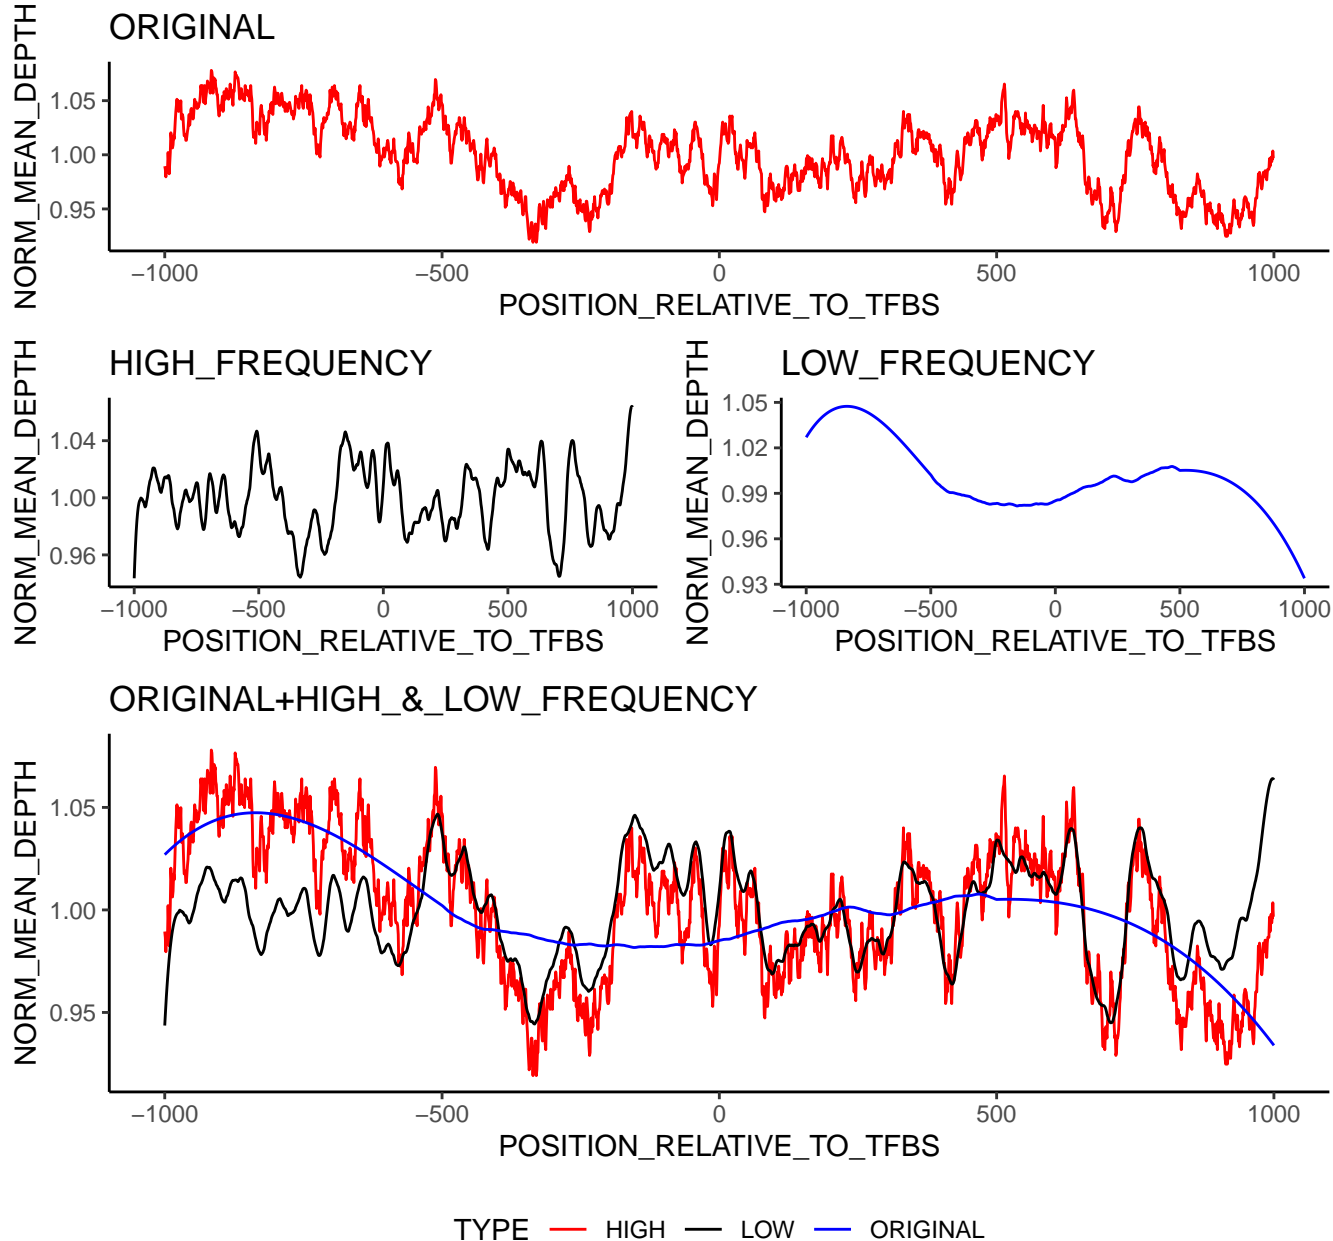 ORIGINAL
NORM_MEAN_DEPTH
1.05
1.00
0.95
−1000 −500 0 500 1000
POSITION_RELATIVE_TO_TFBS
HIGH_FREQUENCY
NORM_MEAN_DEPTH
1.04
1.00
0.96
−1000 −500 0 500 1000
POSITION_RELATIVE_TO_TFBS
LOW_FREQUENCY
NORM_MEAN_DEPTH
1.05
1.02
0.99
0.96
0.93
−1000 −500 0 500 1000
POSITION_RELATIVE_TO_TFBS
ORIGINAL+HIGH_&_LOW_FREQUENCY
NORM_MEAN_DEPTH
1.05
1.00
0.95
−1000 −500 0 500 1000
POSITION_RELATIVE_TO_TFBS
TYPE HIGH LOW ORIGINAL